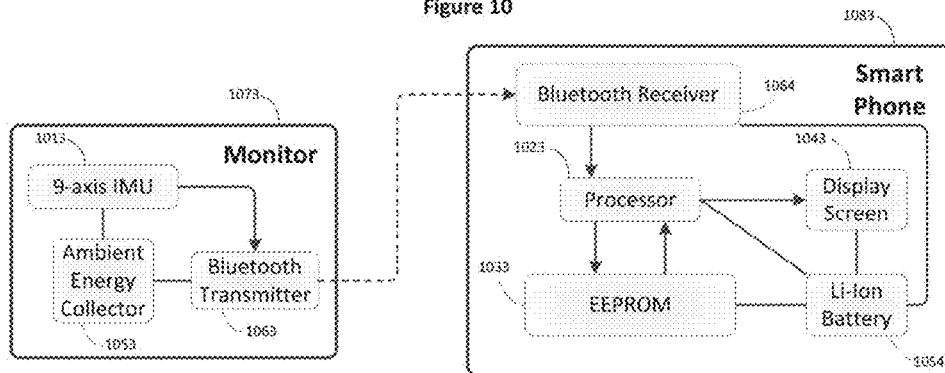 Figure 10
1083
Smart
Phone
Bluetooth Receiver
1064
1073
Monitor
1013
9-axis IMU
1023
1043
Processor
Display
Screen
Ambient
Energy
Collector
Bluetooth
Transmitter
1033
EEPROM
Li-Ion
Battery
1053
1063
1054